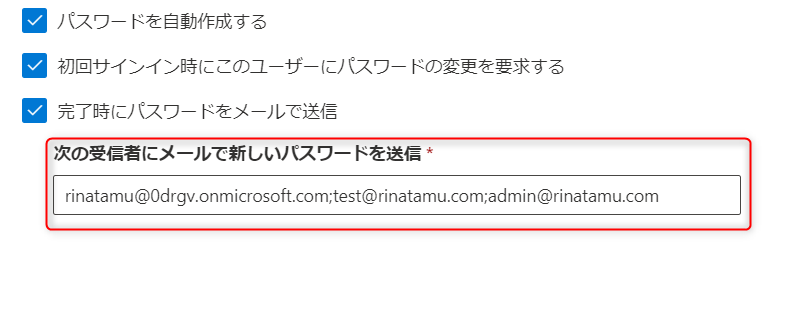 パスワードを自動作成する
初回サインイン時にこのユーザーにパスワードの変更を要求する
完了時にパスワードをメールで送信
次の受信者にメールで新しいパスワードを送信 *
rinatamu@0drgv.onmicrosoft.com;test@rinatamu.com;admin@rinatamu.com